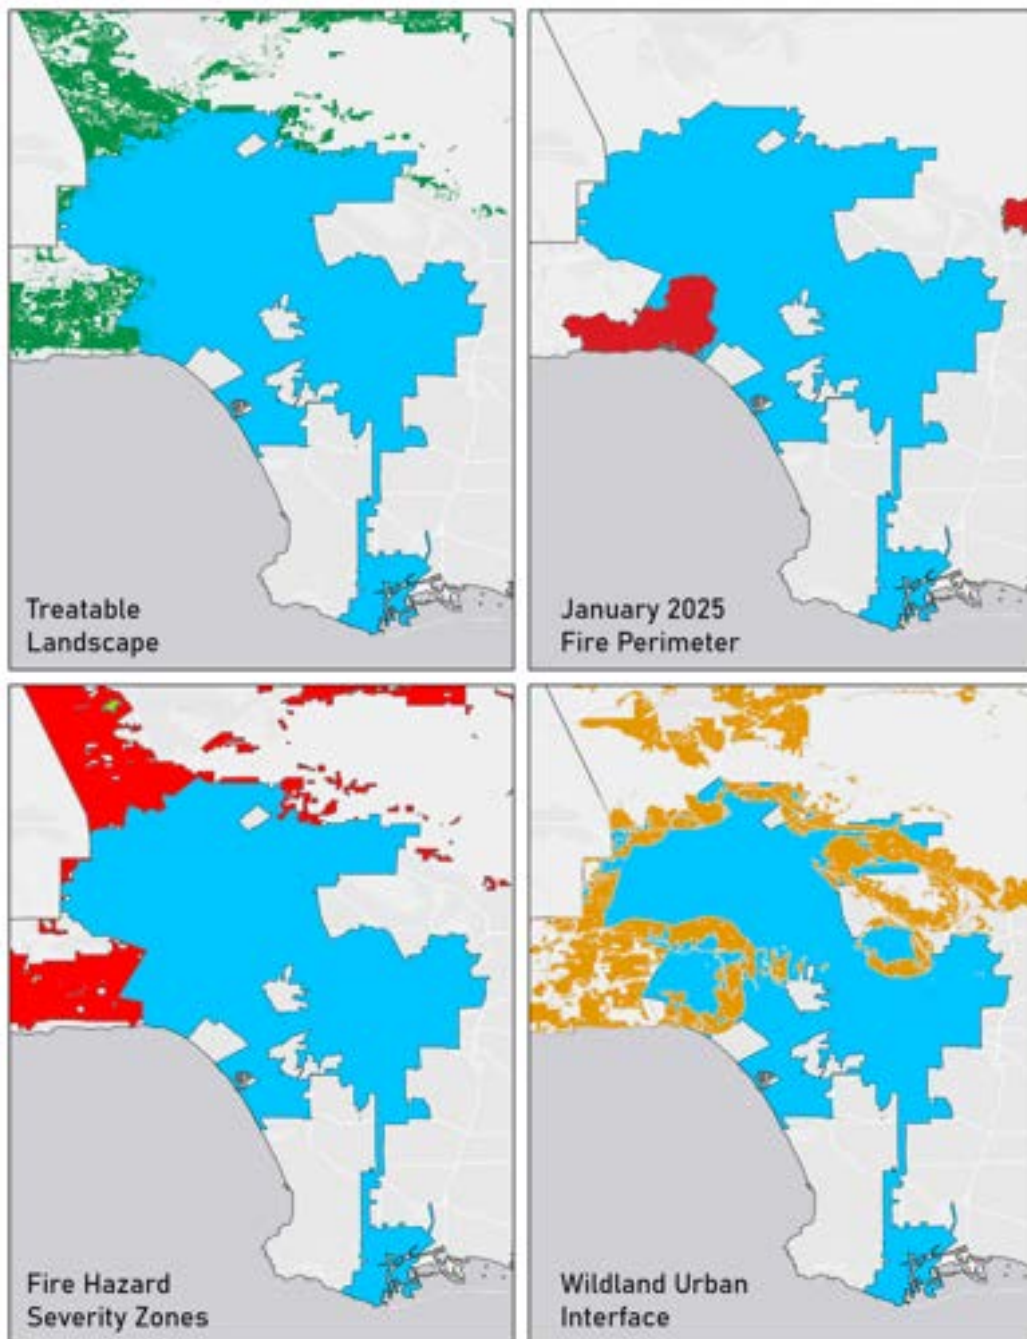 Treatable
Landscape
January 2025
Fire Perimeter
Fire Hazard
Severity Zones
Wildland Urban
Interface